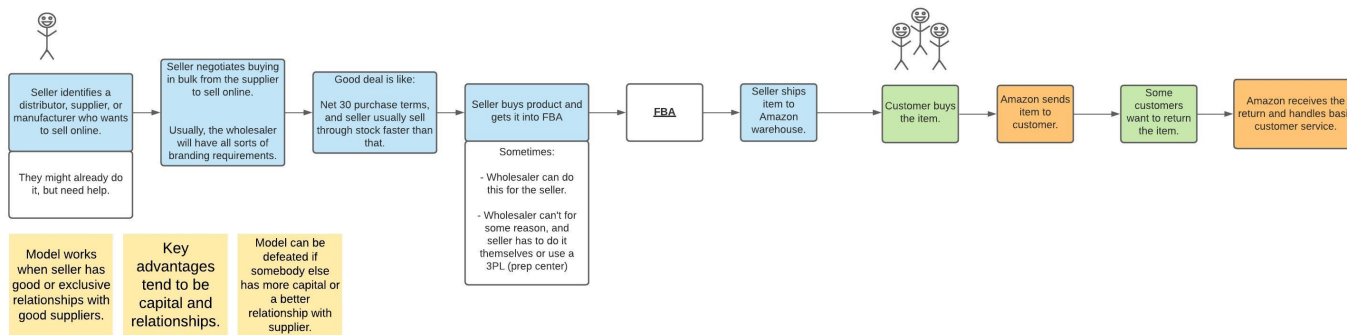 Seller identifies a
distributor, supplier, or
manufacturer who wants
to sell online.
They might already do
it, but need help.
Seller negotiates buying
in bulk from the supplier
to sell online.
Usually, the wholesaler
will have all sorts of
branding requirements.
Good deal is like:
Net 30 purchase terms,
and seller usually sell
through stock faster than
that.
Seller buys product and
gets it into FBA
Sometimes:
- Wholesaler can do
this for the seller.
- Wholesaler can't for
some reason, and
seller has to do it
themselves or use a
3PL (prep center)
FBA
Seller ships
item to
Amazon
warehouse.
Customer buys
the item.
Amazon sends
item to
customer.
Some
customers
want to return
the item.
Amazon receives the
return and handles basic
customer service.
Model works
when seller has
good or exclusive
relationships with
good suppliers.
Key
advantages
tend to be
capital and
relationships.
Model can be
defeated if
somebody else
has more capital or
a better
relationship with
supplier.